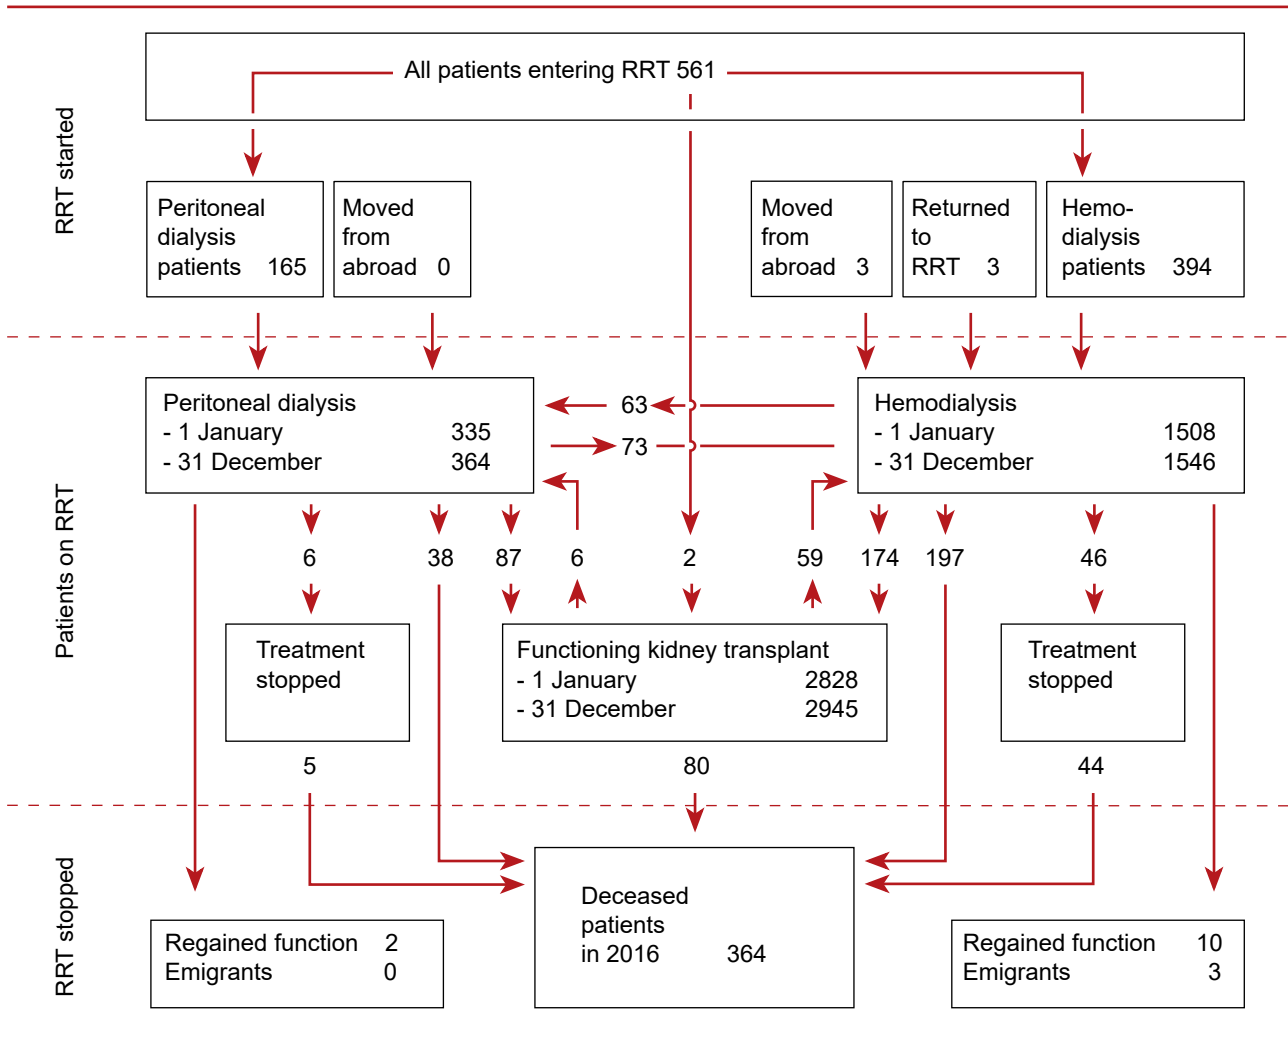 All patients entering RRT 561
RRT started
Peritoneal
dialysis
patients 165
Moved
from
abroad 0
Moved
from
abroad 3
Returned
to
RRT 3
Hemo-
dialysis
patients 394
Patients on RRT
Peritoneal dialysis
- 1 January 335
- 31 December 364
63
73
Hemodialysis
- 1 January 1508
- 31 December 1546
6 38 87 6 2 59 174 197 46
Treatment
stopped
Functioning kidney transplant
- 1 January 2828
- 31 December 2945
Treatment
stopped
5 80 44
RRT stopped
Regained function 2
Emigrants 0
Deceased
patients
in 2016 364
Regained function 10
Emigrants 3